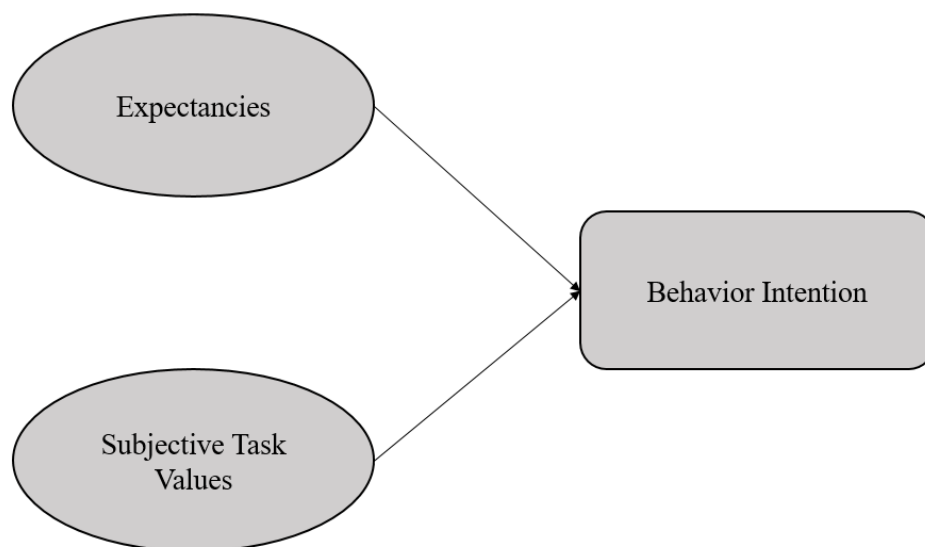 Expectancies
Behavior Intention
Subjective Task
Values